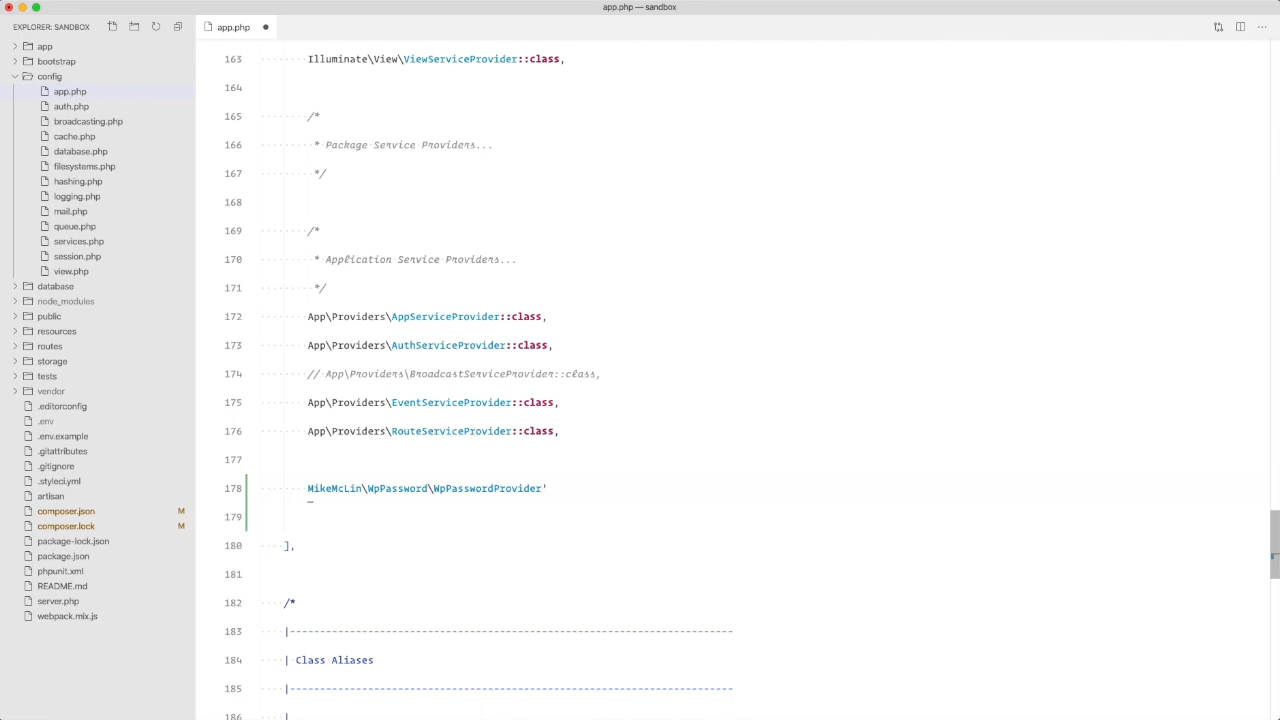 app.php — sandbox
EXPLORER: SANDBOX
app.php
app
bootstrap
config
app.php
auth.php
broadcasting.php
cache.php
database.php
filesystems.php
hashing.php
logging.php
mail.php
queue.php
services.php
session.php
view.php
database
node_modules
public
resources
routes
storage
tests
vendor
.editorconfig
.env
.env.example
.gitattributes
.gitignore
.styleci.yml
artisan
composer.json M
composer.lock M
package-lock.json
package.json
phpunit.xml
README.md
server.php
webpack.mix.js
163 Illuminate\View\ViewServiceProvider::class,
164
165 /*
166 * Package Service Providers...
167 */
168
169 /*
170 * Application Service Providers...
171 */
172 App\Providers\AppServiceProvider::class,
173 App\Providers\AuthServiceProvider::class,
174 // App\Providers\BroadcastServiceProvider::class,
175 App\Providers\EventServiceProvider::class,
176 App\Providers\RouteServiceProvider::class,
177
178 MikeMcLin\WpPassword\WpPasswordProvider'
179
180 ],
181
182 /*
183 |--------------------------------------------------------------------------
184 | Class Aliases
185 |--------------------------------------------------------------------------
186 |